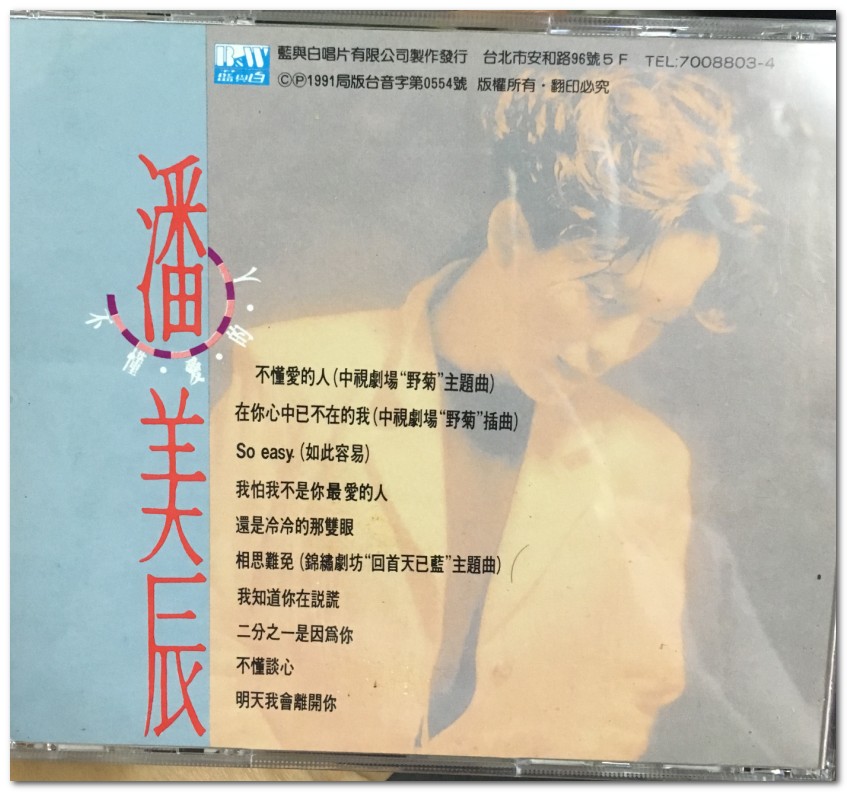 B&W 藍與白唱片有限公司製作發行 台北市安和路96號5F TEL:7008803-4
藍與白 ©Ⓟ1991局版台音字第0554號 版權所有・翻印必究
潘美辰
不・懂・愛・的・人
不懂愛的人(中視劇場“野菊”主題曲)
在你心中已不在的我(中視劇場“野菊”插曲)
So easy.(如此容易)
我怕我不是你最愛的人
還是冷冷的那雙眼
相思難免(錦繡劇坊“回首天已藍”主題曲)
我知道你在説謊
二分之一是因爲你
不懂談心
明天我會離開你